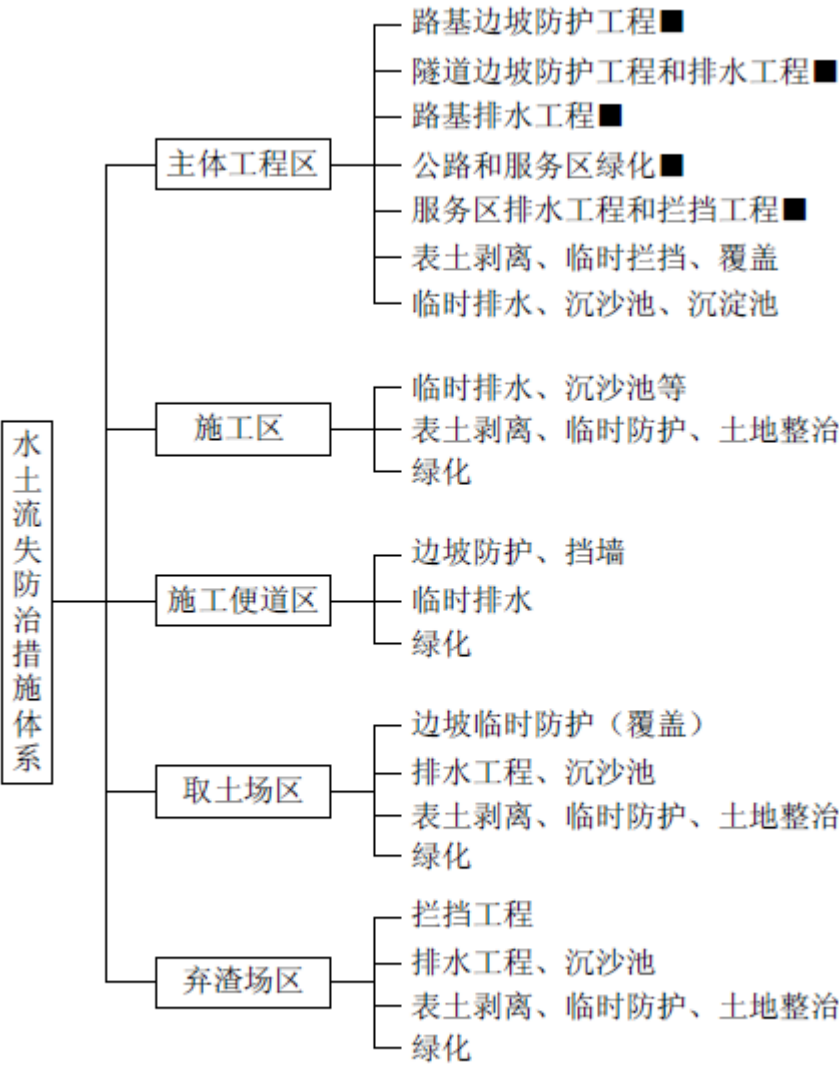 水土流失防治措施体系
主体工程区
路基边坡防护工程■
隧道边坡防护工程和排水工程■
路基排水工程■
公路和服务区绿化■
服务区排水工程和拦挡工程■
表土剥离、临时拦挡、覆盖
临时排水、沉沙池、沉淀池
施工区
临时排水、沉沙池等
表土剥离、临时防护、土地整治
绿化
施工便道区
边坡防护、挡墙
临时排水
绿化
取土场区
边坡临时防护（覆盖）
排水工程、沉沙池
表土剥离、临时防护、土地整治
绿化
弃渣场区
拦挡工程
排水工程、沉沙池
表土剥离、临时防护、土地整治
绿化